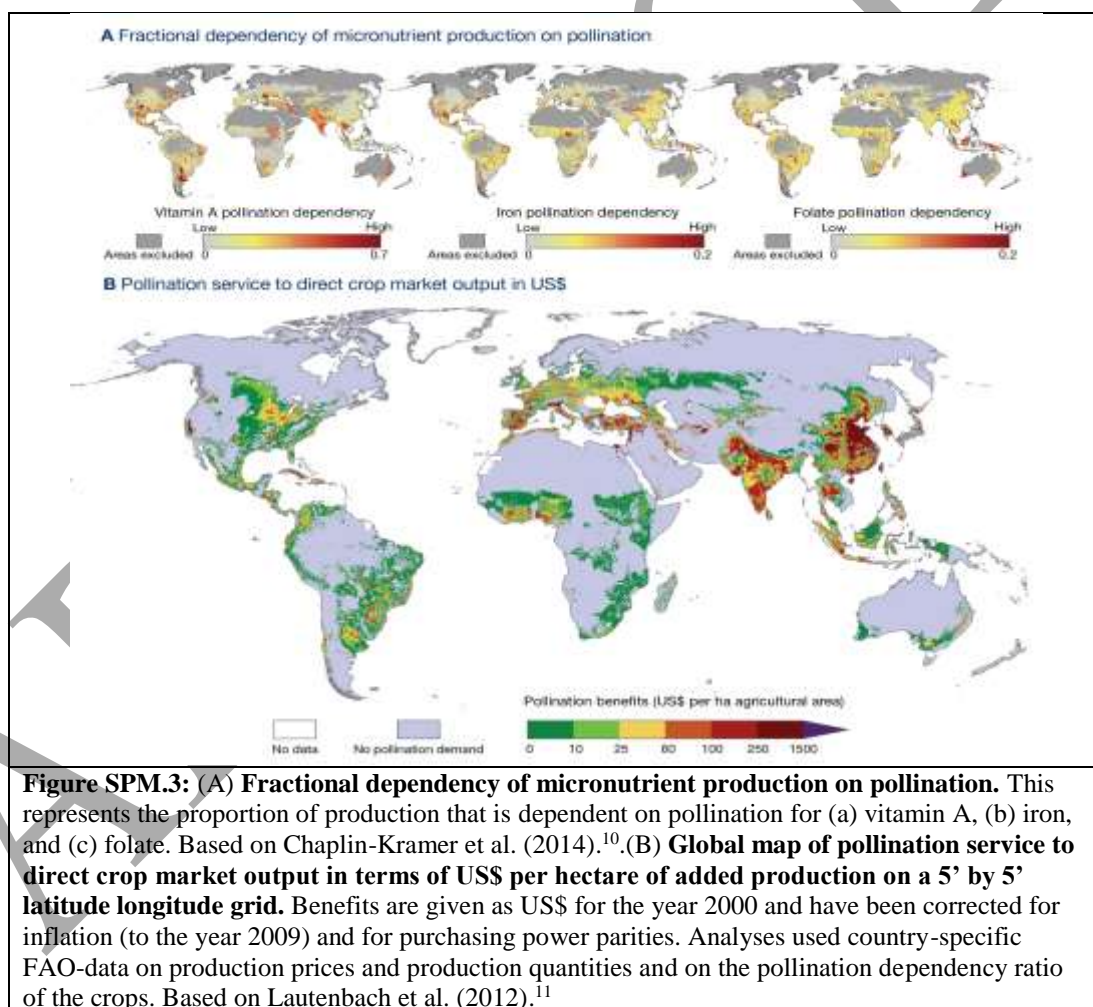 A Fractional dependency of micronutrient production on pollination
Vitamin A pollination dependency
Low High
Areas excluded 0 0.7
Iron pollination dependency
Low High
Areas excluded 0 0.2
Folate pollination dependency
Low High
Areas excluded 0 0.2
B Pollination service to direct crop market output in US$
Pollination benefits (US$ per ha agricultural area)
No data No pollination demand 0 10 25 60 100 250 1500
Figure SPM.3: (A) Fractional dependency of micronutrient production on pollination. This
represents the proportion of production that is dependent on pollination for (a) vitamin A, (b) iron,
and (c) folate. Based on Chaplin-Kramer et al. (2014).10.(B) Global map of pollination service to
direct crop market output in terms of US$ per hectare of added production on a 5’ by 5’
latitude longitude grid. Benefits are given as US$ for the year 2000 and have been corrected for
inflation (to the year 2009) and for purchasing power parities. Analyses used country-specific
FAO-data on production prices and production quantities and on the pollination dependency ratio
of the crops. Based on Lautenbach et al. (2012).11